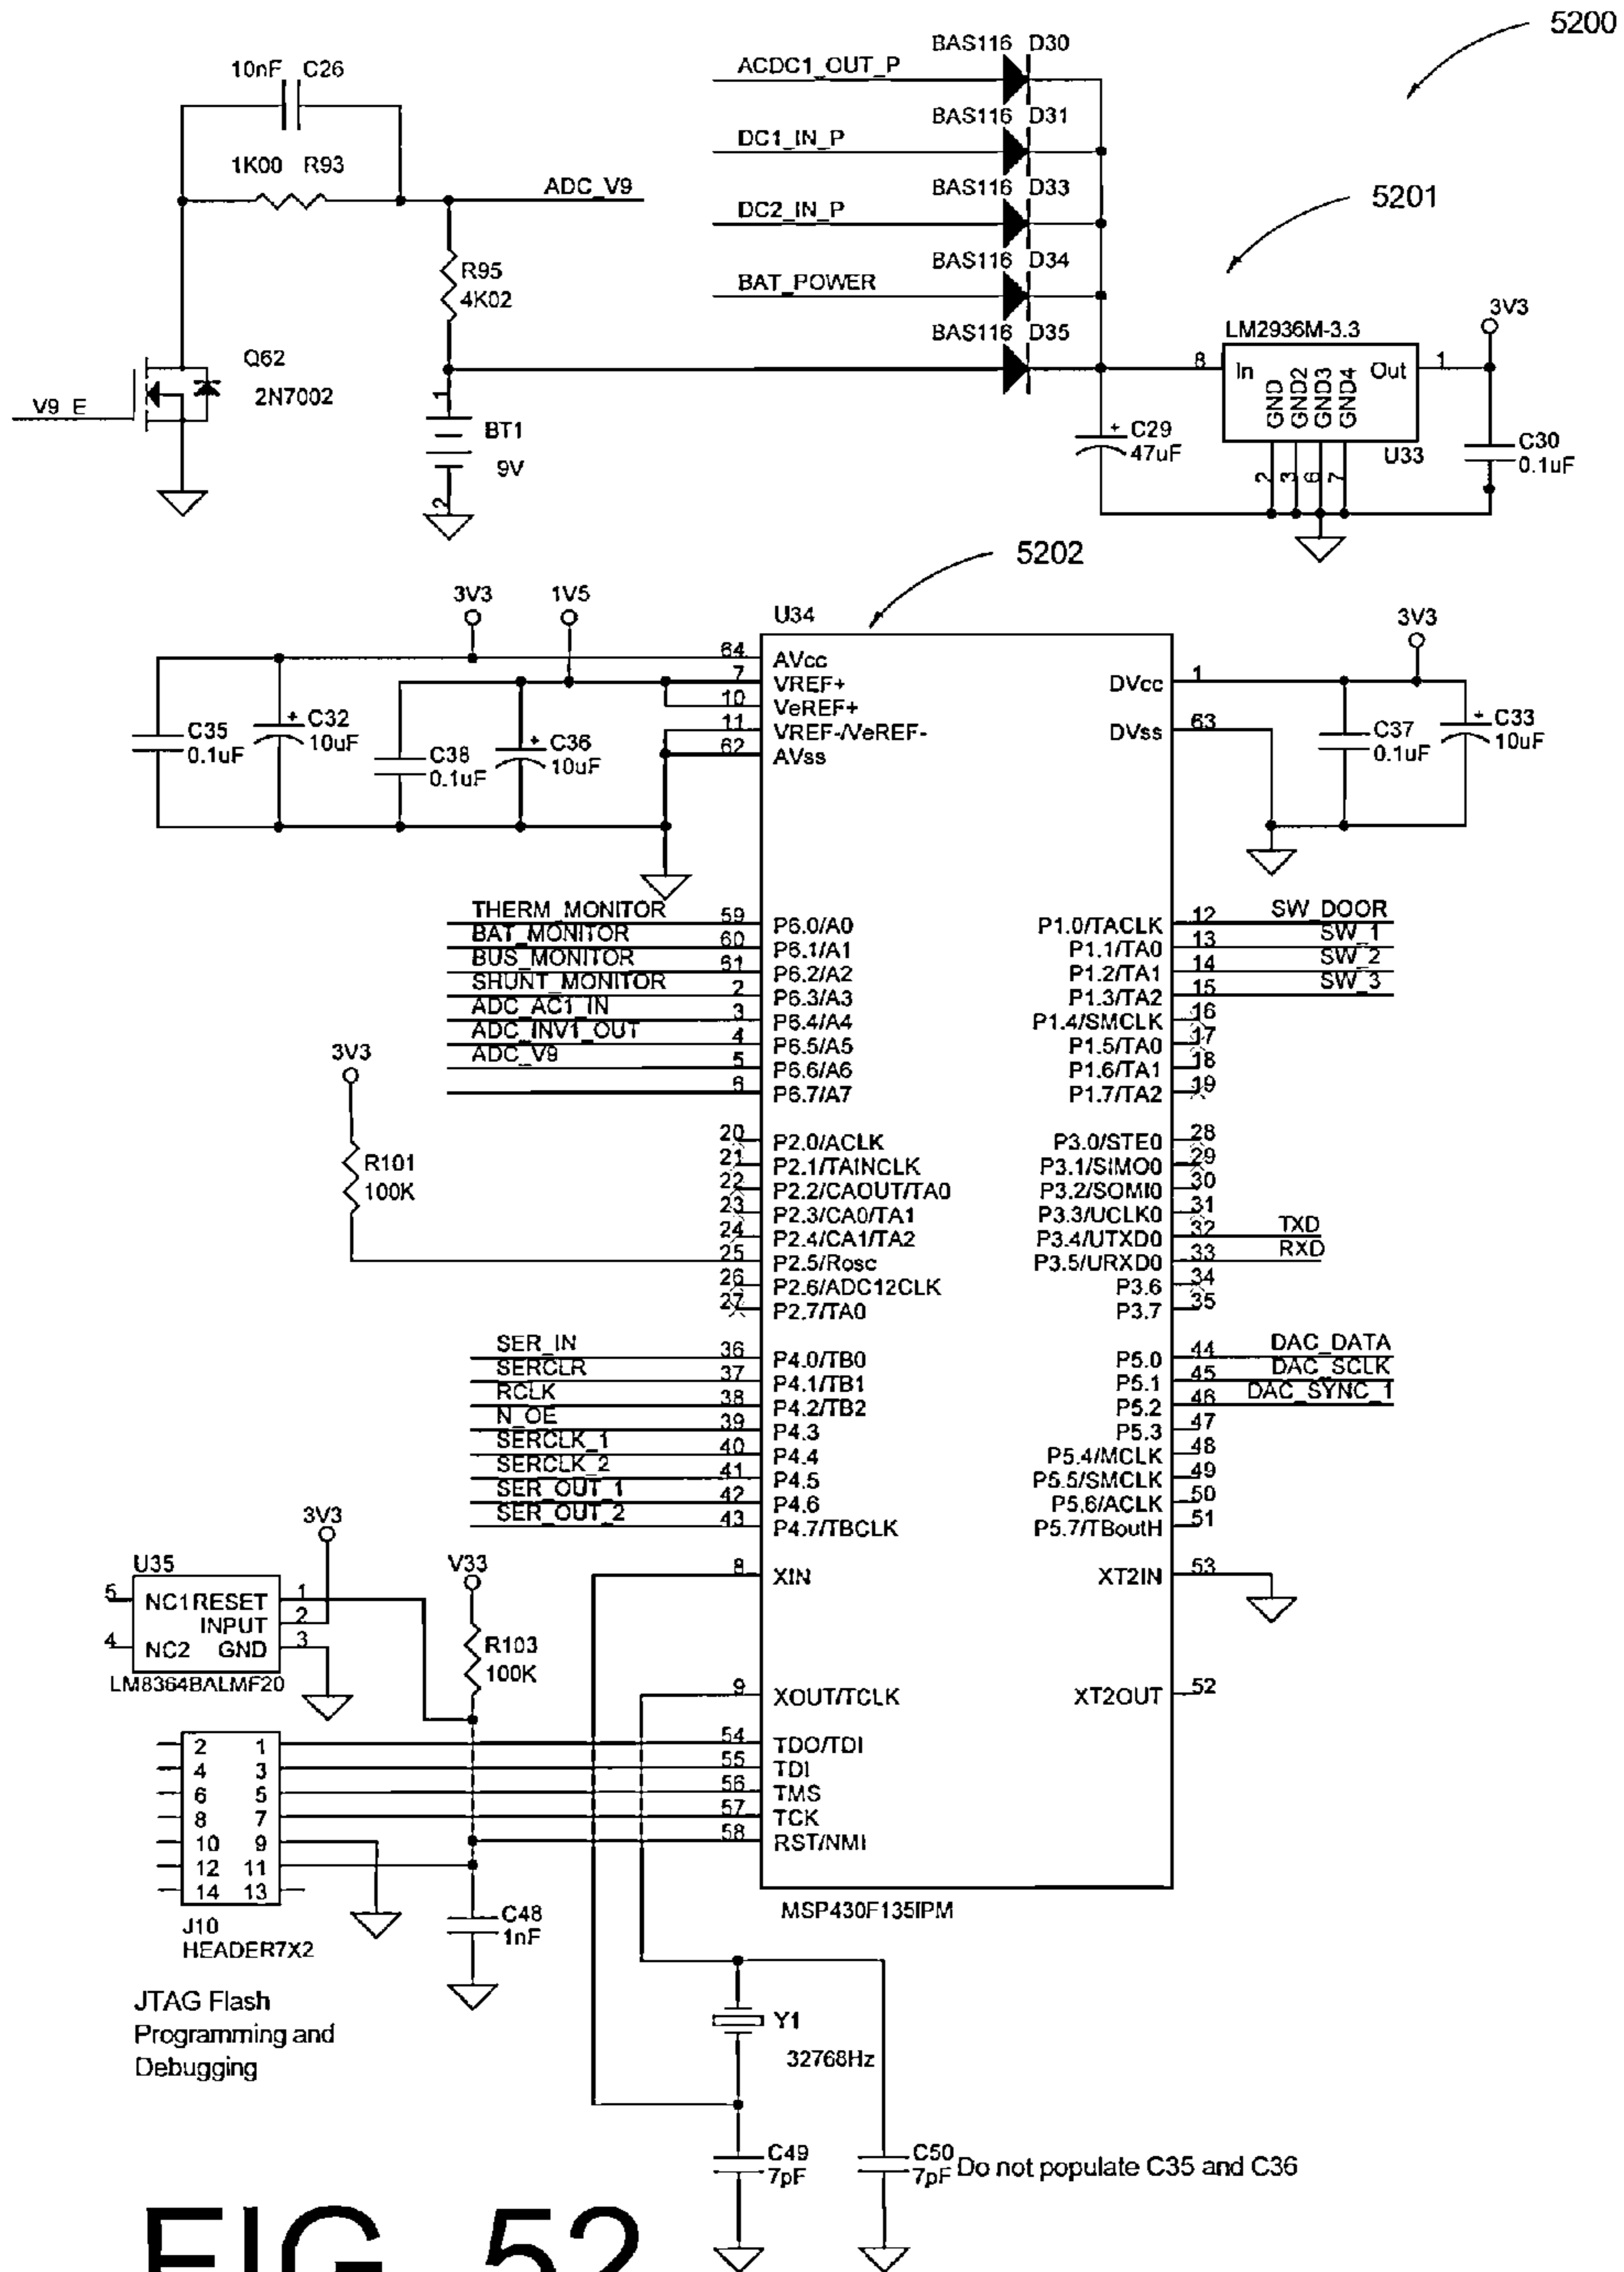 5200
10nF C26
1K00 R93
ADC_V9
R95
4K02
Q62
2N7002
V9_E
1
BT1
9V
2
BAS116 D30
ACDC1_OUT_P
BAS116 D31
DC1_IN_P
BAS116 D33
DC2_IN_P
BAS116 D34
BAT_POWER
BAS116 D35
5201
3V3
LM2936M-3.3
8 In Out 1
GND GND2 GND3 GND4
U33
2 3 6 7
C29
47uF
C30
0.1uF
5202
3V3
1V5
U34
3V3
64 AVcc
7 VREF+
10 VeREF+
11 VREF-/VeREF-
62 AVss
DVcc 1
DVss 63
C35
0.1uF
C32
10uF
C38
0.1uF
C36
10uF
C37
0.1uF
C33
10uF
THERM_MONITOR 59 P6.0/A0
BAT_MONITOR 60 P6.1/A1
BUS_MONITOR 61 P6.2/A2
SHUNT_MONITOR 2 P6.3/A3
ADC_AC1_IN 3 P6.4/A4
ADC_INV1_OUT 4 P6.5/A5
ADC_V9 5 P6.6/A6
6 P6.7/A7
P1.0/TACLK 12 SW_DOOR
P1.1/TA0 13 SW_1
P1.2/TA1 14 SW_2
P1.3/TA2 15 SW_3
P1.4/SMCLK 16
P1.5/TA0 17
P1.6/TA1 18
P1.7/TA2 19
3V3
R101
100K
20 P2.0/ACLK
21 P2.1/TAINCLK
22 P2.2/CAOUT/TA0
23 P2.3/CA0/TA1
24 P2.4/CA1/TA2
25 P2.5/Rosc
26 P2.6/ADC12CLK
27 P2.7/TA0
P3.0/STE0 28
P3.1/SIMO0 29
P3.2/SOMI0 30
P3.3/UCLK0 31
P3.4/UTXD0 32 TXD
P3.5/URXD0 33 RXD
P3.6 34
P3.7 35
SER_IN 36 P4.0/TB0
SERCLR 37 P4.1/TB1
RCLK 38 P4.2/TB2
N_OE 39 P4.3
SERCLK_1 40 P4.4
SERCLK_2 41 P4.5
SER_OUT_1 42 P4.6
SER_OUT_2 43 P4.7/TBCLK
P5.0 44 DAC_DATA
P5.1 45 DAC_SCLK
P5.2 46 DAC_SYNC_1
P5.3 47
P5.4/MCLK 48
P5.5/SMCLK 49
P5.6/ACLK 50
P5.7/TBoutH 51
8 XIN
XT2IN 53
9 XOUT/TCLK
XT2OUT 52
54 TDO/TDI
55 TDI
56 TMS
57 TCK
58 RST/NMI
MSP430F135IPM
3V3
U35
5 NC1 RESET 1
INPUT 2
4 NC2 GND 3
LM8364BALMF20
V33
R103
100K
2 1
4 3
6 5
8 7
10 9
12 11
14 13
J10
HEADER7X2
C48
1nF
JTAG Flash
Programming and
Debugging
Y1
32768Hz
C49
7pF
C50
7pF Do not populate C35 and C36
FIG. 52